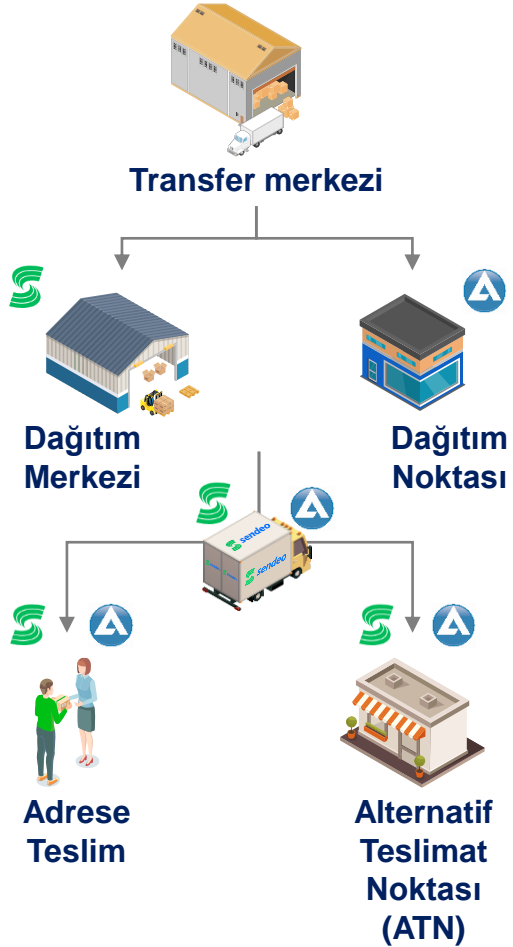 Transfer merkezi
Dağıtım
Merkezi
Dağıtım
Noktası
sendeo
sendeo
Adrese
Teslim
Alternatif
Teslimat
Noktası
(ATN)